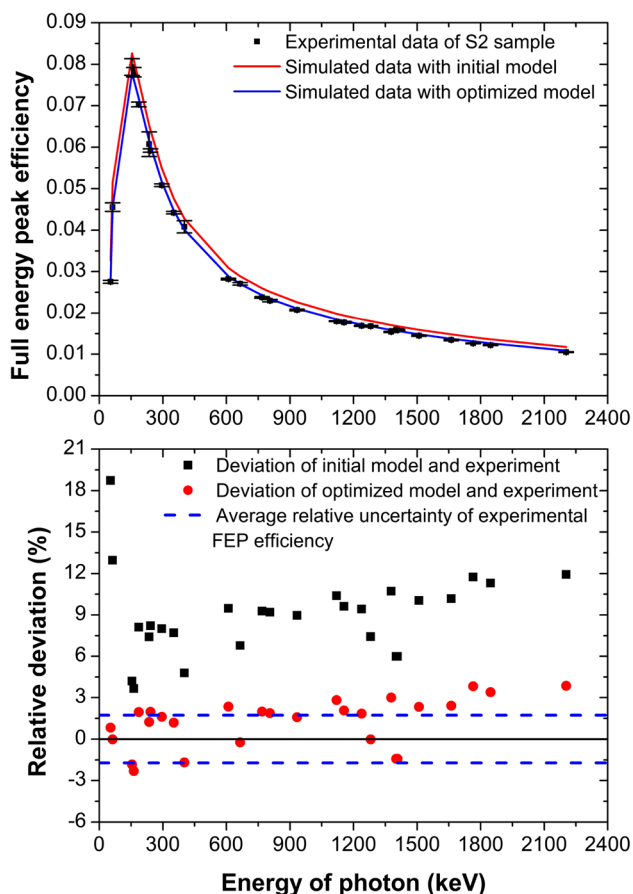 Full energy peak efficiency
0.09
0.08
0.07
0.06
0.05
0.04
0.03
0.02
0.01
0.00
Experimental data of S2 sample
Simulated data with initial model
Simulated data with optimized model
0 300 600 900 1200 1500 1800 2100 2400
Relative deviation (%)
21
18
15
12
9
6
3
0
-3
-6
Deviation of initial model and experiment
Deviation of optimized model and experiment
Average relative uncertainty of experimental
FEP efficiency
0 300 600 900 1200 1500 1800 2100 2400
Energy of photon (keV)